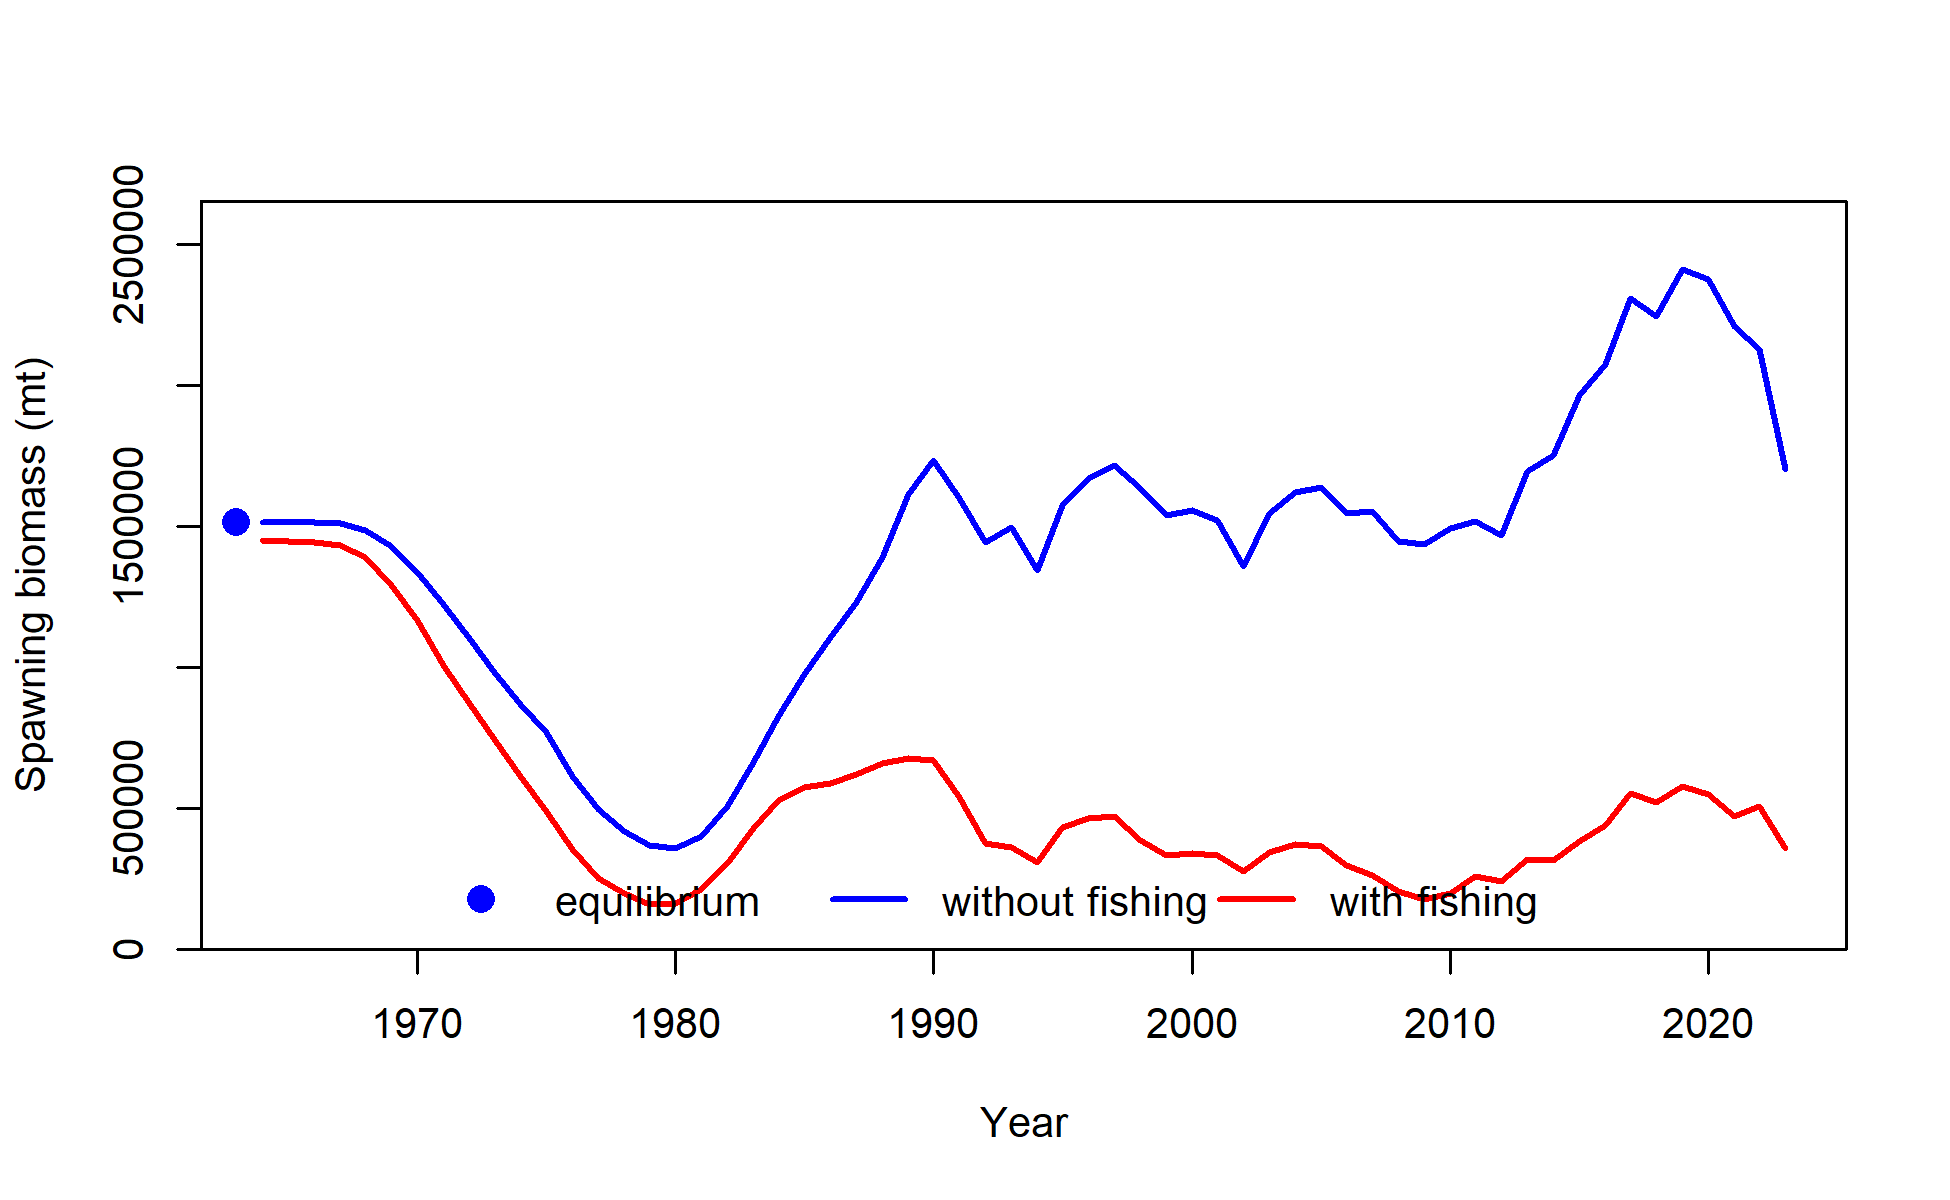 Spawning biomass (mt)
2500000
1500000
500000
0
equilibrium without fishing with fishing
1970 1980 1990 2000 2010 2020
Year